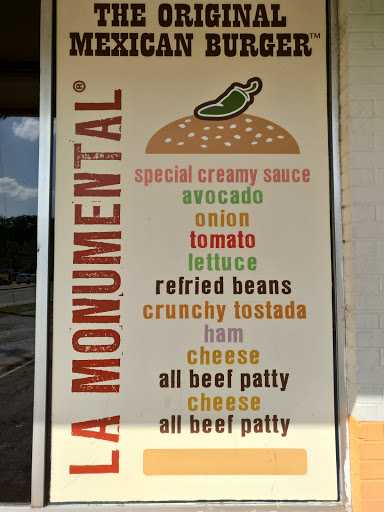 THE ORIGINAL
MEXICAN BURGER™
LA MONUMENTAL®
special creamy sauce
avocado
onion
tomato
lettuce
refried beans
crunchy tostada
ham
cheese
all beef patty
cheese
all beef patty